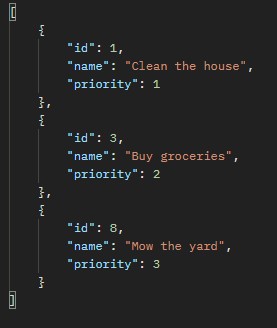 [
    {
        "id": 1,
        "name": "Clean the house",
        "priority": 1
    },
    {
        "id": 3,
        "name": "Buy groceries",
        "priority": 2
    },
    {
        "id": 8,
        "name": "Mow the yard",
        "priority": 3
    }
]